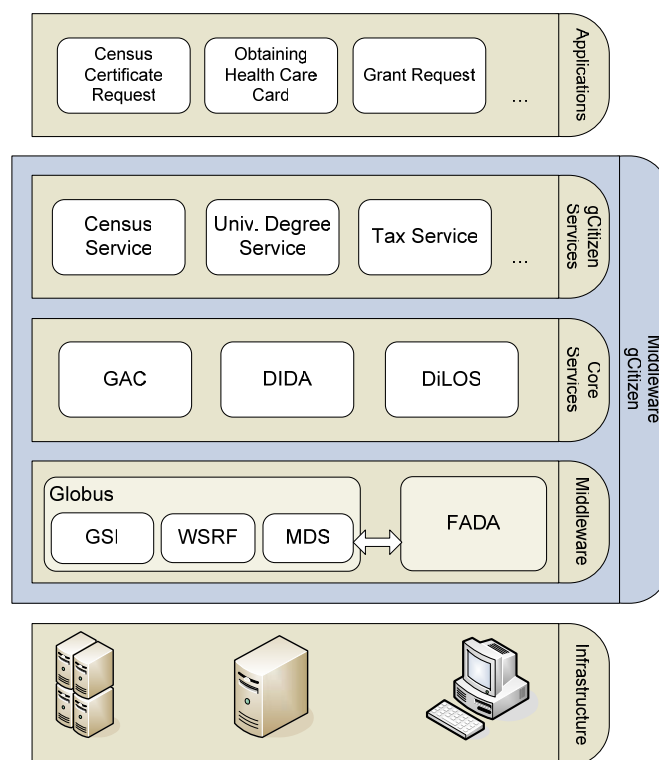 Census
Certificate
Request
Obtaining
Health Care
Card
Grant Request
...
Applications
Census
Service
Univ. Degree
Service
Tax Service
...
gCitizen
Services
GAC
DIDA
DiLOS
Core
Services
Globus
GSI
WSRF
MDS
FADA
Middleware
Middleware
gCitizen
Infrastructure